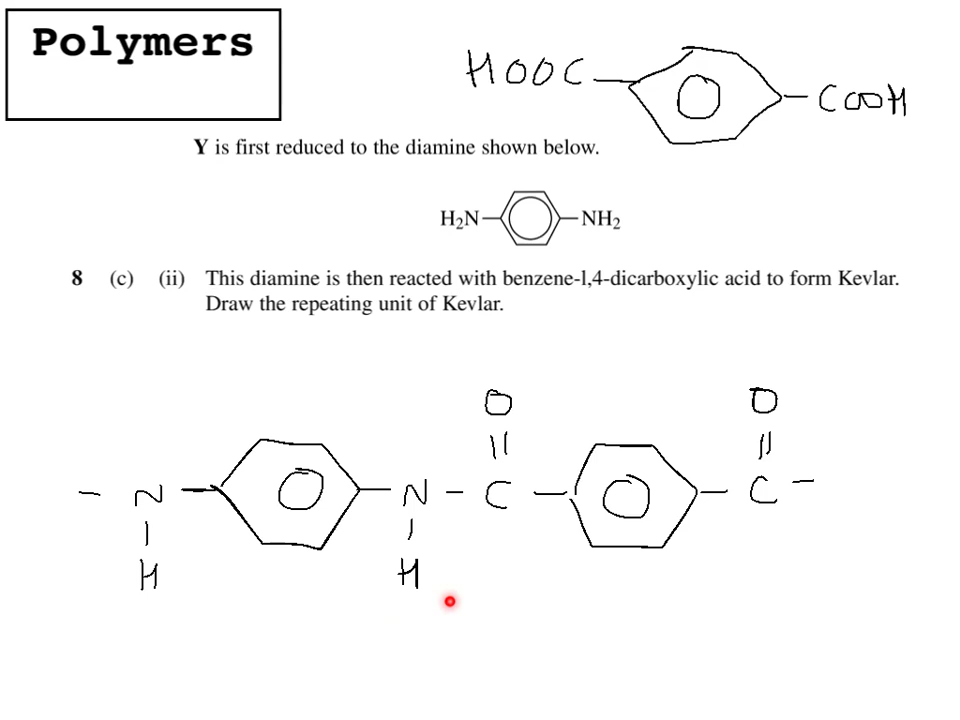 Polymers
HOOC COOH
Y is first reduced to the diamine shown below.
H2N NH2
8 (c) (ii) This diamine is then reacted with benzene-l,4-dicarboxylic acid to form Kevlar.
Draw the repeating unit of Kevlar.
O O
N N - C C
H H